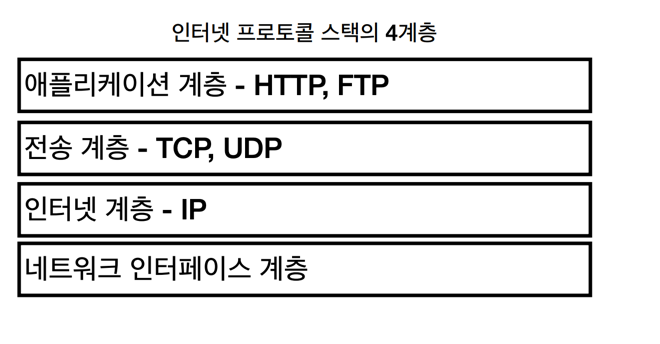 인터넷 프로토콜 스택의 4계층
애플리케이션 계층 - HTTP, FTP
전송 계층 - TCP, UDP
인터넷 계층 - IP
네트워크 인터페이스 계층